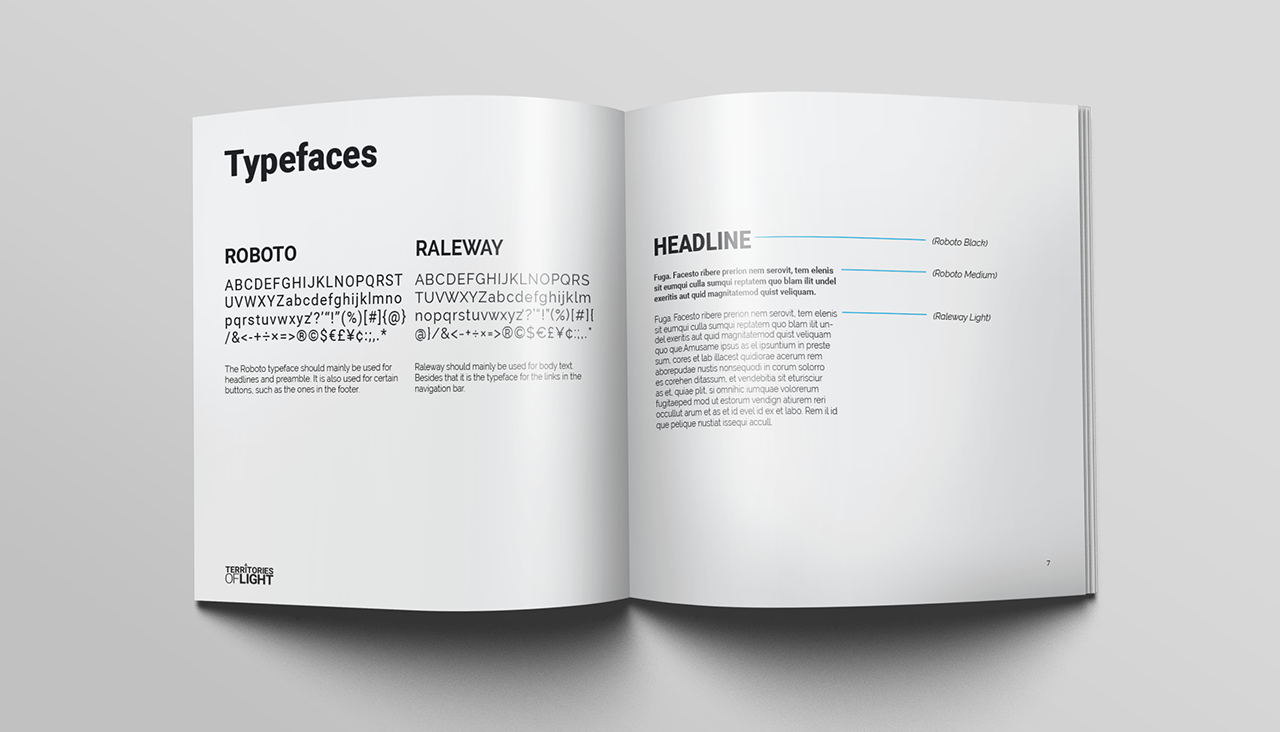 Typefaces
ROBOTO
ABCDEFGHIJKLNOPQRST
UVWXYZabcdefghijklmno
pqrstuvwxyz'?'"!"(%)[#]{@}
/&<-+÷×=>®©$€£¥¢:;,.*
The Roboto typeface should mainly be used for
headlines and preamble. It is also used for certain
buttons, such as the ones in the footer.
RALEWAY
ABCDEFGHIJKLNOPQRS
TUVWXYZabcdefghijklm
nopqrstuvwxyz'?'"!"(%)[#]{
@}/&<-+÷×=>®©$€£¥¢:;,.*
Raleway should mainly be used for body text.
Besides that it is the typeface for the links in the
navigation bar.
TERRITORIES
OF LIGHT
HEADLINE
(Roboto Black)
Fuga. Facesto ribere prerion nem serovit, tem elenis
sit eumqui culla sumqui reptatem quo blam ilit undel
exeritis aut quid magnitatemod quist veliquam.
(Roboto Medium)
Fuga. Facesto ribere prerion nem serovit, tem elenis
sit eumqui culla sumqui reptatem quo blam ilit un-
del exeritis aut quid magnitatemod quist veliquam
quo que Amusame ipsus as el ipsuntium in preste
sum, cores et lab illacest quidiorae acerum rem
aborepudae nustis nonsequodi in corum solorro
es corehen ditassum, et vendebitia sit eturisciur
as et, quiae plit, si omnihic iumquae volorerum
fugitaeped mod ut estorum vendign atiurem reri
occullut arum et as et id evel id ex et labo. Rem il id
que pelique nustiat issequi accull.
(Raleway Light)
7